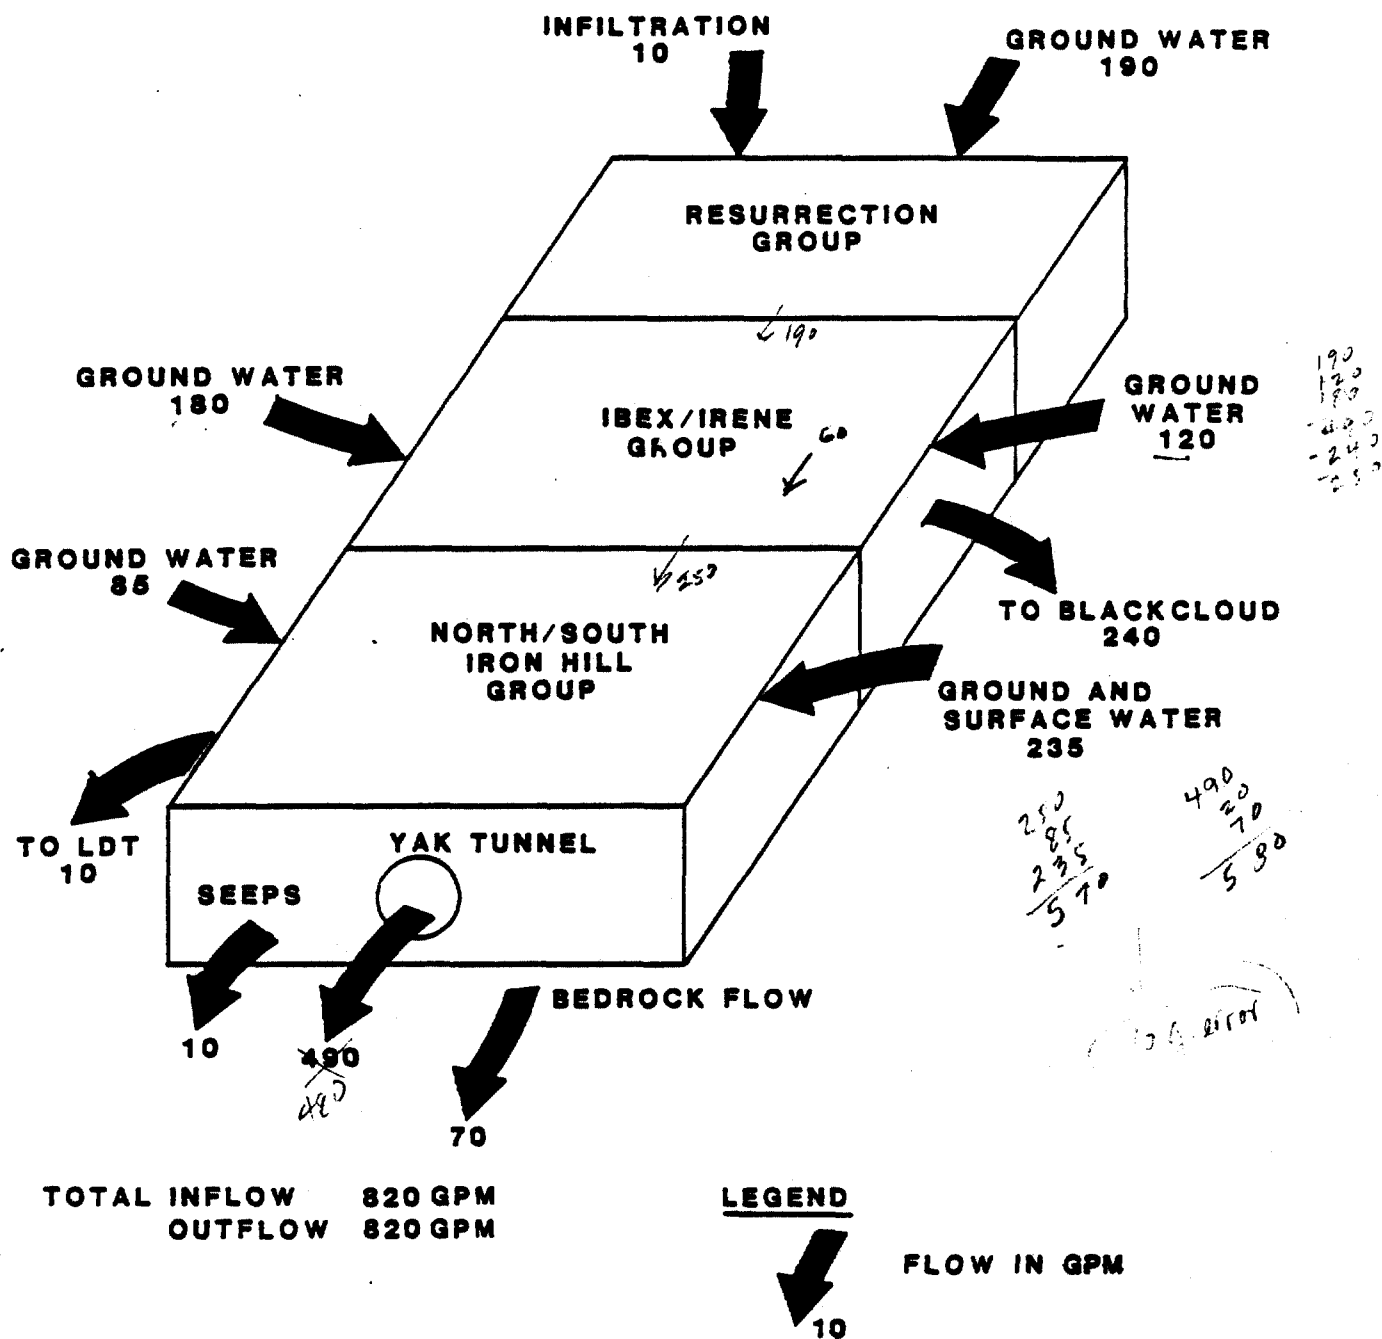 INFILTRATION
10
GROUND WATER
190
RESURRECTION
GROUP
190
GROUND WATER
180
IBEX/IRENE
GROUP
60
GROUND
WATER
120
190
120
180
-490
-240
-250
GROUND WATER
85
250
TO BLACKCLOUD
240
NORTH/SOUTH
IRON HILL
GROUP
GROUND AND
SURFACE WATER
235
250
85
235
570
490
20
70
580
TO LDT
10
YAK TUNNEL
SEEPS
BEDROCK FLOW
10
490
480
70
error
TOTAL INFLOW 820 GPM
OUTFLOW 820 GPM
LEGEND
FLOW IN GPM
10